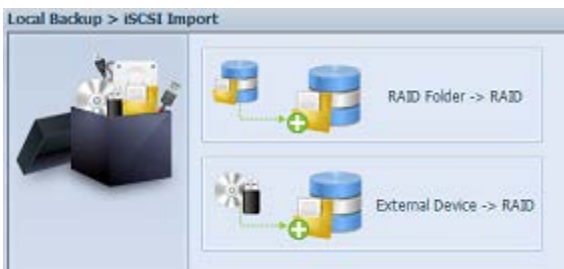 Local Backup > iSCSI Import
RAID Folder -> RAID
External Device -> RAID